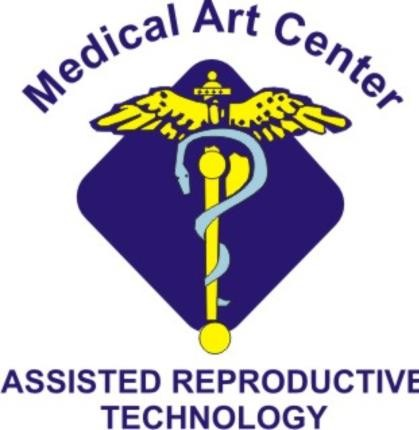 Medical Art Center
ASSISTED REPRODUCTIVE
TECHNOLOGY